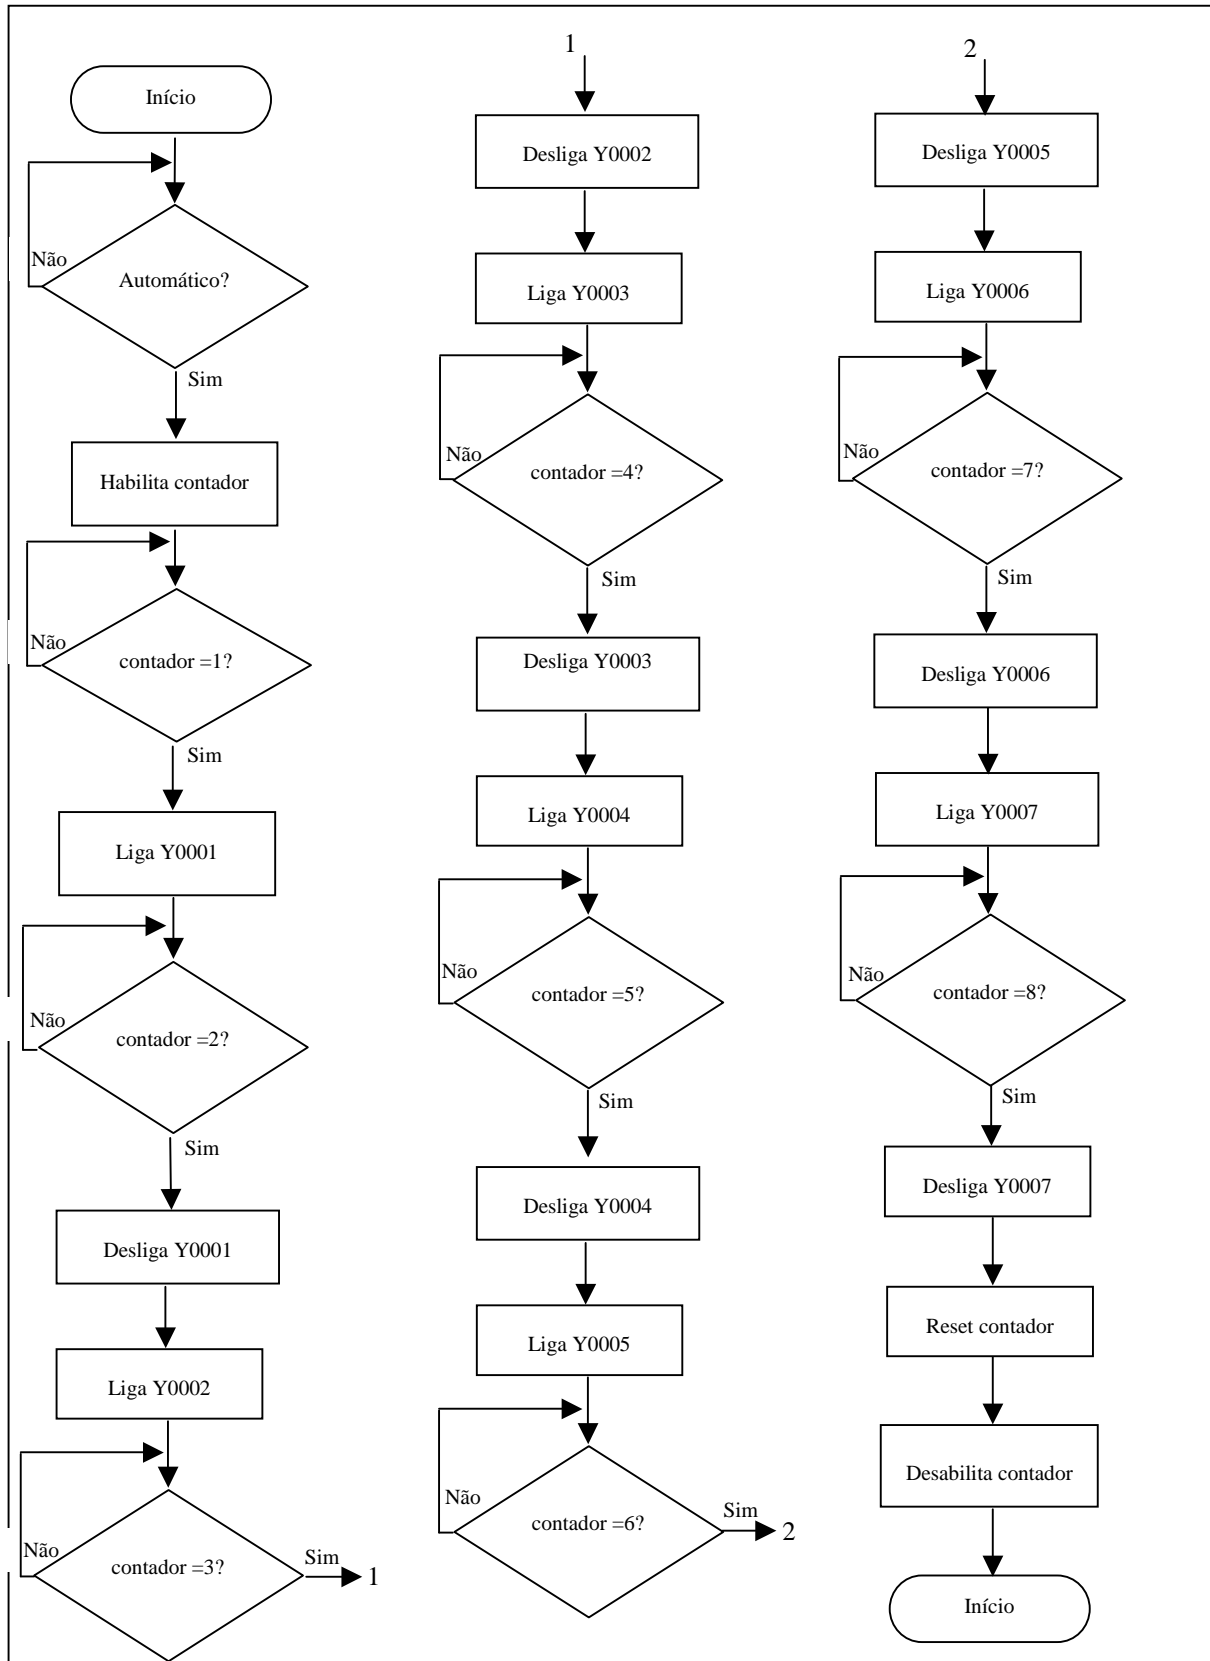 Início
Não
Automático?
Sim
Habilita contador
Não
contador =1?
Sim
Liga Y0001
Não
contador =2?
Sim
Desliga Y0001
Liga Y0002
Não
contador =3?
Sim
1
1
Desliga Y0002
Liga Y0003
Não
contador =4?
Sim
Desliga Y0003
Liga Y0004
Não
contador =5?
Sim
Desliga Y0004
Liga Y0005
Não
contador =6?
Sim
2
2
Desliga Y0005
Liga Y0006
Não
contador =7?
Sim
Desliga Y0006
Liga Y0007
Não
contador =8?
Sim
Desliga Y0007
Reset contador
Desabilita contador
Início